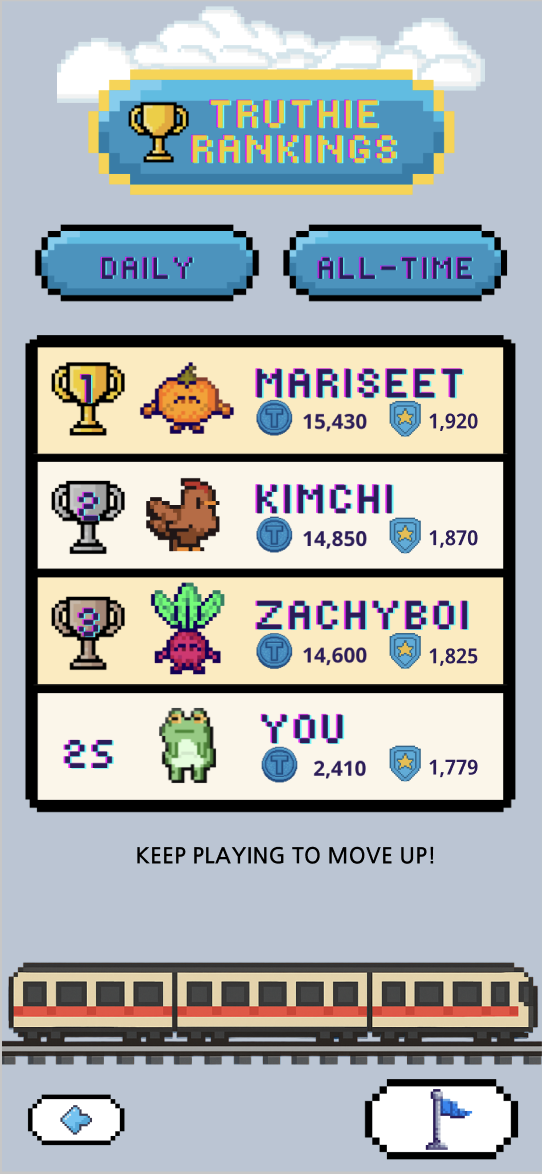 TRUTHIE
RANKINGS
DAILY
ALL-TIME
1
MARISEET
T 15,430 1,920
2
KIMCHI
T 14,850 1,870
3
ZACHYBOI
T 14,600 1,825
25
YOU
T 2,410 1,779
KEEP PLAYING TO MOVE UP!